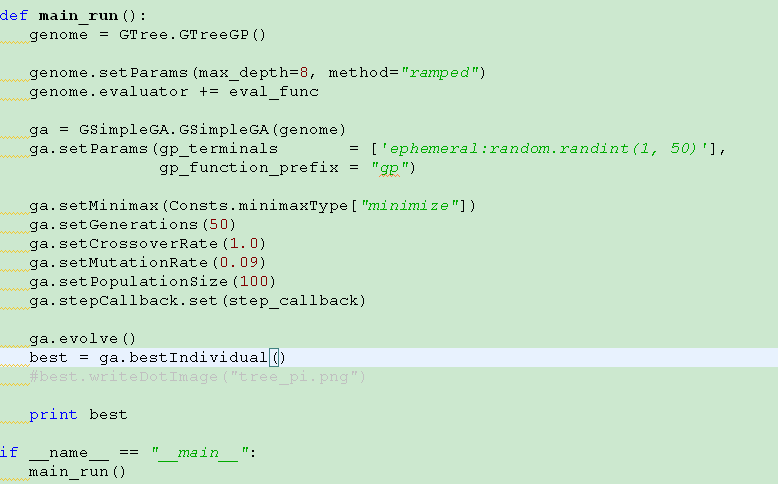 def main_run():
genome = GTree.GTreeGP()
genome.setParams(max_depth=8, method="ramped")
genome.evaluator += eval_func
ga = GSimpleGA.GSimpleGA(genome)
ga.setParams(gp_terminals = ['ephemeral:random.randint(1, 50)'],
gp_function_prefix = "gp")
ga.setMinimax(Consts.minimaxType["minimize"])
ga.setGenerations(50)
ga.setCrossoverRate(1.0)
ga.setMutationRate(0.09)
ga.setPopulationSize(100)
ga.stepCallback.set(step_callback)
ga.evolve()
best = ga.bestIndividual()
#best.writeDotImage("tree_pi.png")
print best
if __name__ == "__main__":
main_run()